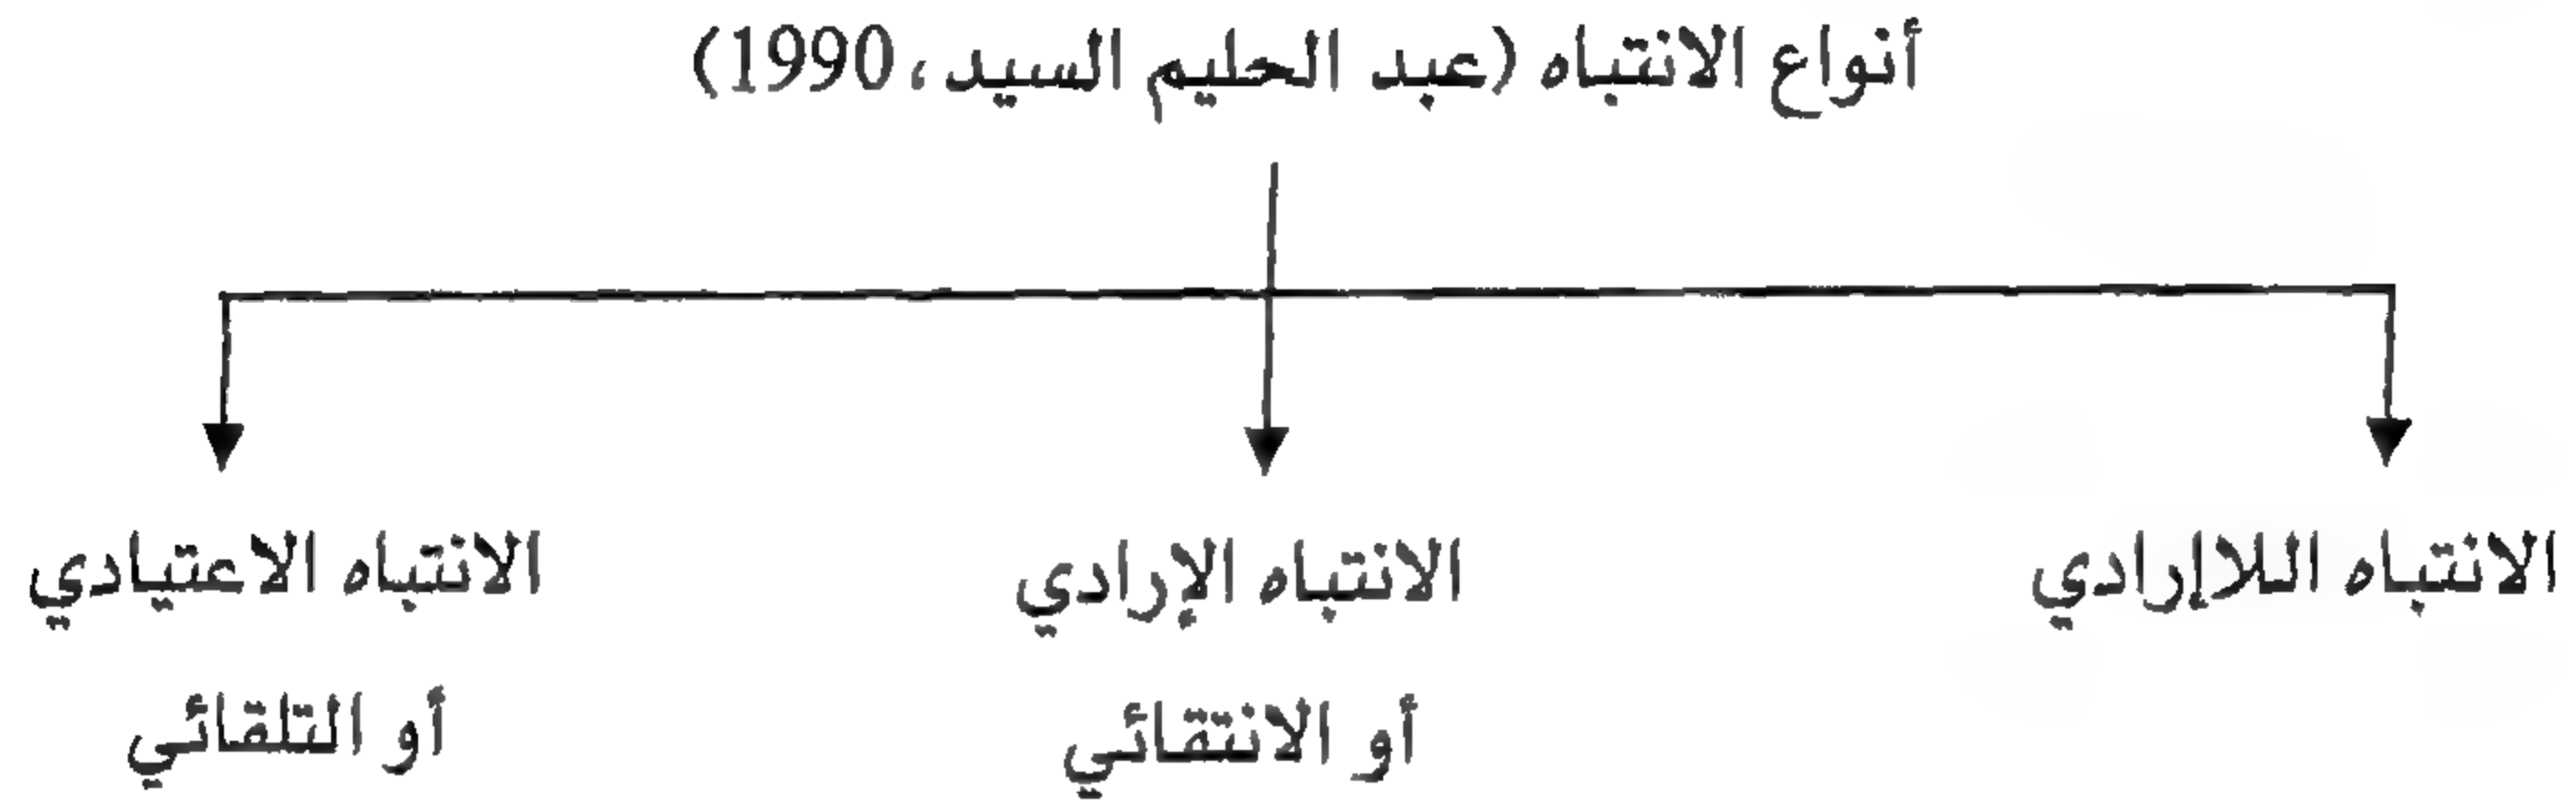 أنواع الانتباه (عبد الحليم السيد، 1990)
الانتباه اللاإرادي
الانتباه الإرادي
أو الانتقائي
الانتباه الاعتيادي
أو التلقائي